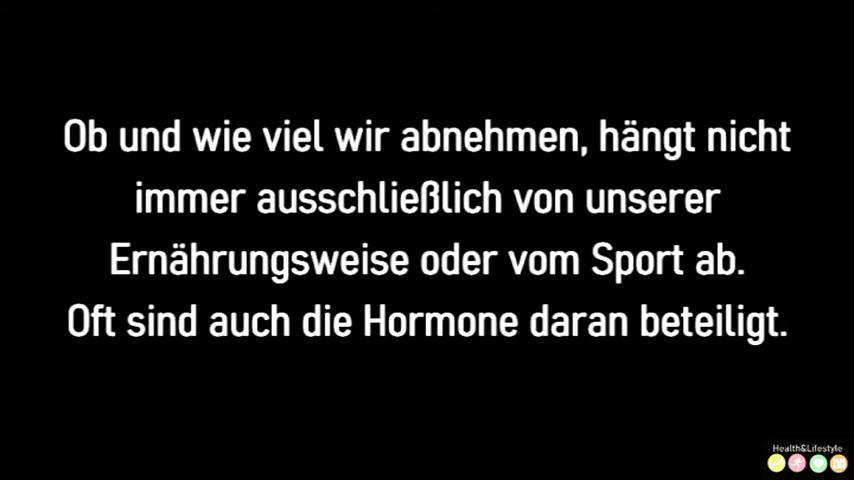 Ob und wie viel wir abnehmen, hängt nicht
immer ausschließlich von unserer
Ernährungsweise oder vom Sport ab.
Oft sind auch die Hormone daran beteiligt.
Health&Lifestyle